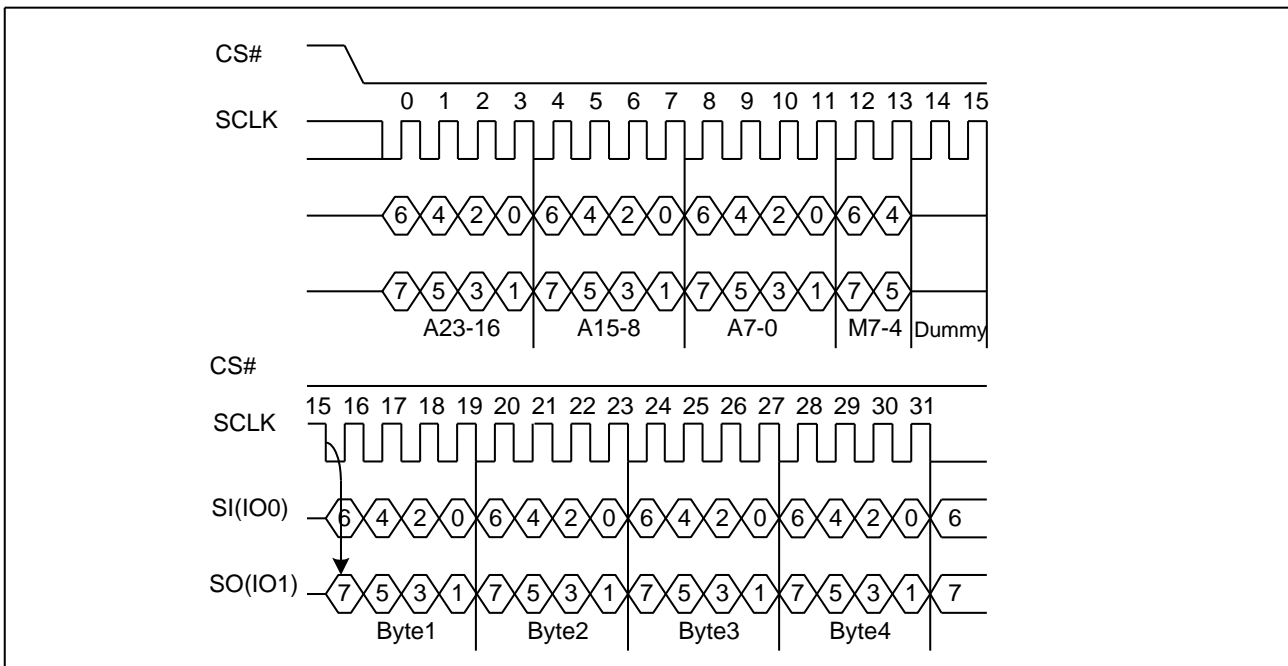 CS#
0 1 2 3 4 5 6 7 8 9 10 11 12 13 14 15
SCLK
6 4 2 0 6 4 2 0 6 4 2 0 6 4
7 5 3 1 7 5 3 1 7 5 3 1 7 5
A23-16 A15-8 A7-0 M7-4 Dummy
CS#
15 16 17 18 19 20 21 22 23 24 25 26 27 28 29 30 31
SCLK
SI(IO0) 6 4 2 0 6 4 2 0 6 4 2 0 6 4 2 0 6
SO(IO1) 7 5 3 1 7 5 3 1 7 5 3 1 7 5 3 1 7
Byte1 Byte2 Byte3 Byte4